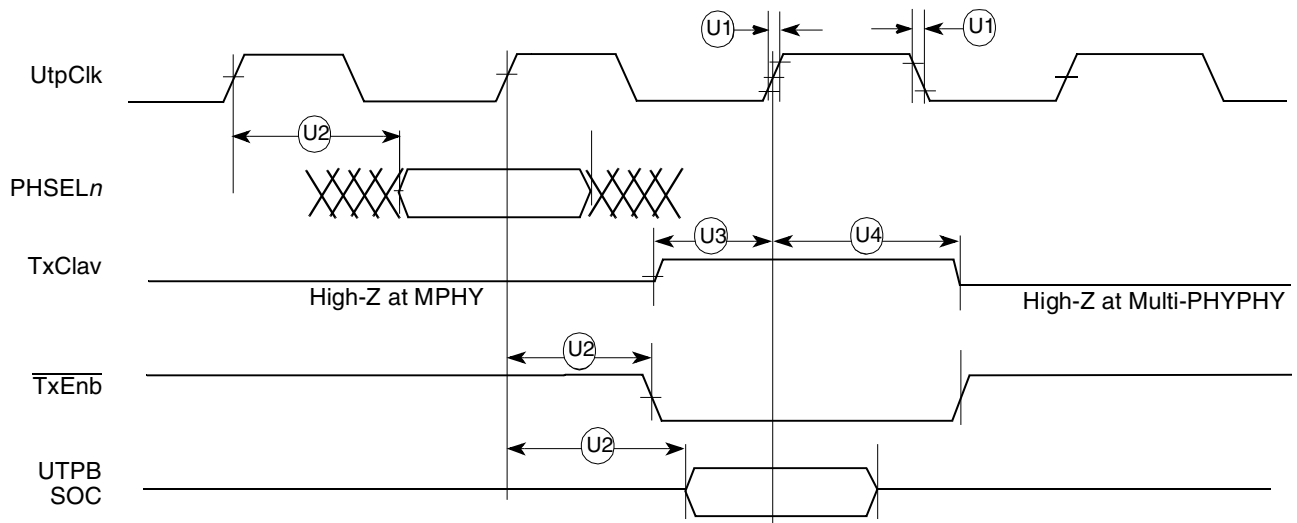 U1
U1
UtpClk
U2
PHSELn
U3
U4
TxClav
High-Z at MPHY
High-Z at Multi-PHYPHY
U2
TxEnb
U2
UTPB
SOC